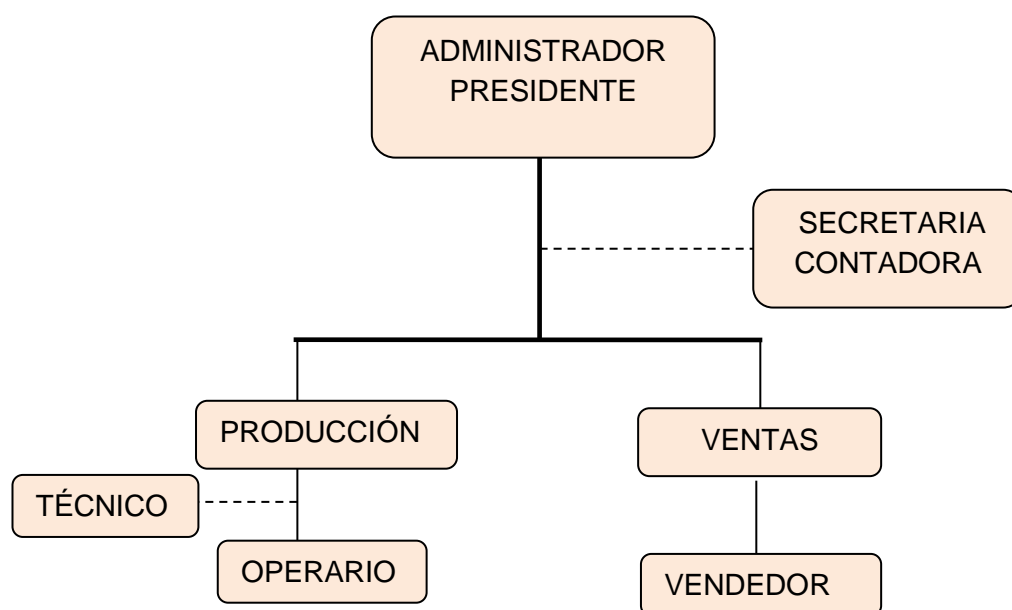 ADMINISTRADOR
PRESIDENTE
SECRETARIA
CONTADORA
PRODUCCIÓN
VENTAS
TÉCNICO
OPERARIO
VENDEDOR